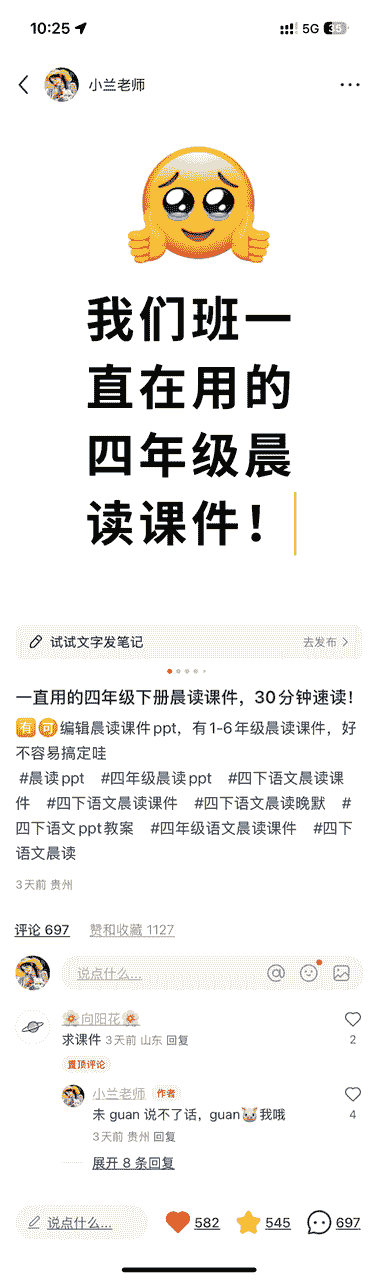 10:25
5G
35
小兰老师
我们班一
直在用的
四年级晨
读课件！
试试文字发笔记
去发布
一直用的四年级下册晨读课件，30分钟速读！
有可编辑晨读课件ppt，有1-6年级晨读课件，好
不容易搞定哇
#晨读ppt #四年级晨读ppt #四下语文晨读课
件 #四下语文晨读课件 #四下语文晨读晚默 #
四下语文ppt教案 #四年级语文晨读课件 #四下
语文晨读
3天前 贵州
评论 697 赞和收藏 1127
说点什么...
向阳花
求课件 3天前 山东 回复
2
置顶评论
小兰老师 作者
未 guan 说不了话，guan我哦
4
3天前 贵州 回复
展开 8 条回复
说点什么...
582
545
697